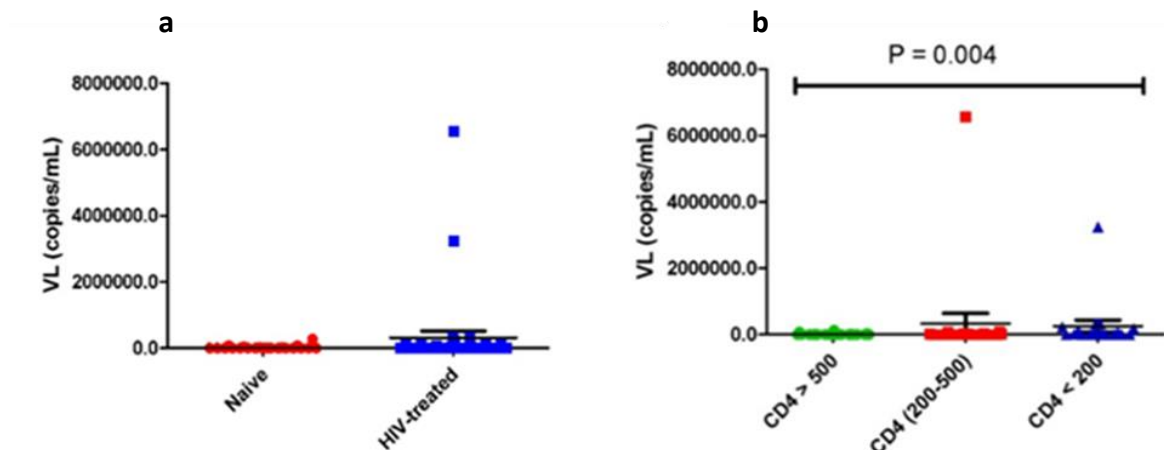 a
8000000.0
6000000.0
4000000.0
2000000.0
0.0
VL (copies/mL)
Naive
HIV-treated
b
P = 0.004
8000000.0
6000000.0
4000000.0
2000000.0
0.0
VL (copies/mL)
CD4 > 500
CD4 (200-500)
CD4 < 200